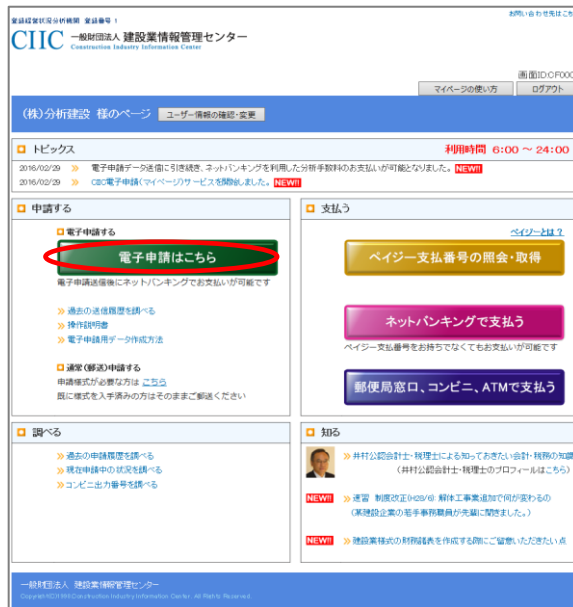 お問い合わせ先はこち
登録経営状況分析機関 登録番号 1
CIIC 一般財団法人 建設業情報管理センター
Construction Industry Information Center
画面ID:CF000
マイページの使い方 ログアウト
(株)分析建設 様のページ ユーザー情報の確認・変更
トピックス 利用時間 6:00 ~ 24:00
2016/02/29 » 電子申請データ送信に引き続き、ネットバンキングを利用した分析手数料のお支払いが可能となりました。NEW!!
2016/02/29 » CIIC電子申請(マイページ)サービスを開始しました。NEW!!
申請する
電子申請する
電子申請はこちら
電子申請送信後にネットバンキングでお支払いが可能です
» 過去の送信履歴を調べる
» 操作説明書
» 電子申請用データ作成方法
通常(郵送)申請する
申請様式が必要な方は こちら
既に様式を入手済みの方はそのままご郵送ください
支払う
ペイジーとは?
ペイジー支払番号の照会・取得
ネットバンキングで支払う
ペイジー支払番号をお持ちでなくてもお支払いが可能です
郵便局窓口、コンビニ、ATMで支払う
調べる
» 過去の申請履歴を調べる
» 現在申請中の状況を調べる
» コンビニ出力番号を調べる
知る
» 井村公認会計士・税理士による知っておきたい会計・税務の知識
(井村公認会計士・税理士のプロフィールはこちら)
NEW!! » 速習 制度改正(H28/6) 解体工事業追加で何が変わるの
(某建設企業の若手事務職員が先輩に聞きました。)
NEW!! » 建設業様式の財務諸表を作成する際にご留意いただきたい点
一般財団法人 建設業情報管理センター
Copyright(C)1999 Construction Industry Information Center. All Rights Reserved.